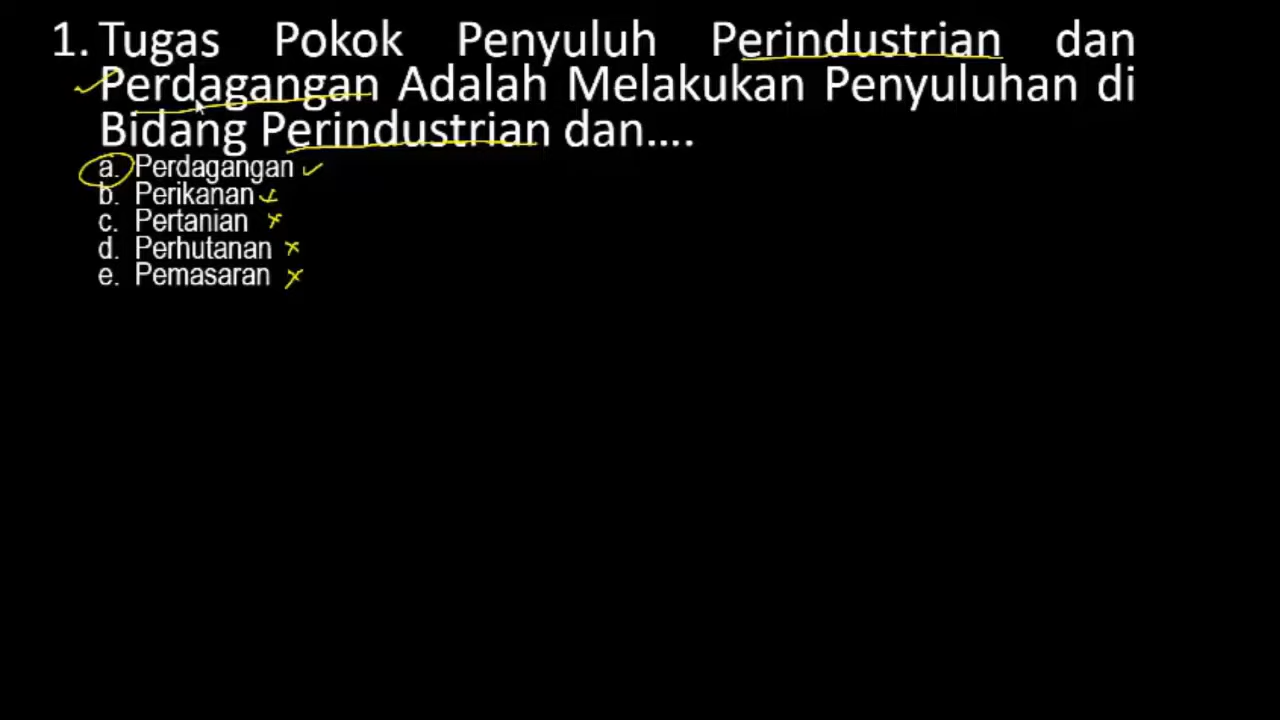 1. Tugas Pokok Penyuluh Perindustrian dan
Perdagangan Adalah Melakukan Penyuluhan di
Bidang Perindustrian dan....
a. Perdagangan
b. Perikanan
c. Pertanian
d. Perhutanan
e. Pemasaran